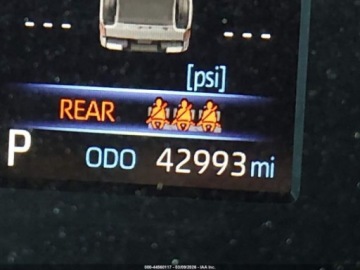 --- ---
[psi]
REAR
P ODO 42993 mi